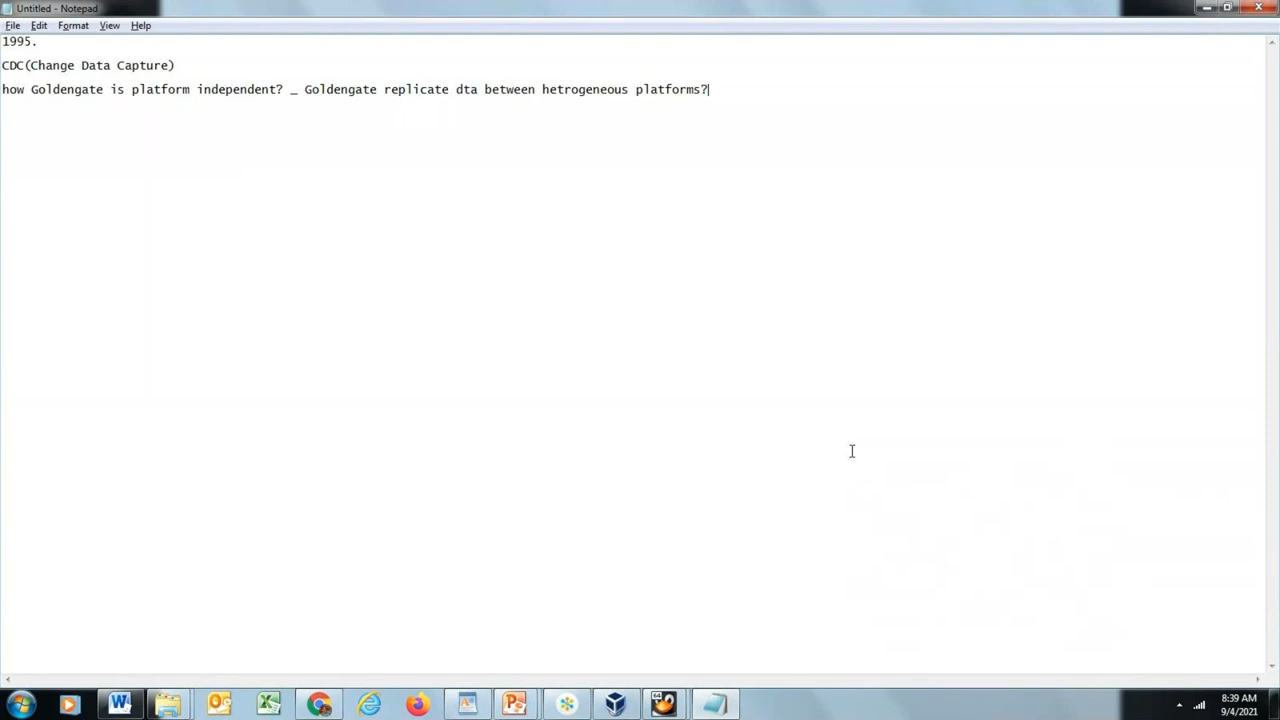 Untitled - Notepad
File Edit Format View Help
1995.
CDC(Change Data Capture)
how Goldengate is platform independent? _ Goldengate replicate dta between hetrogeneous platforms?
64
8:39 AM
9/4/2021